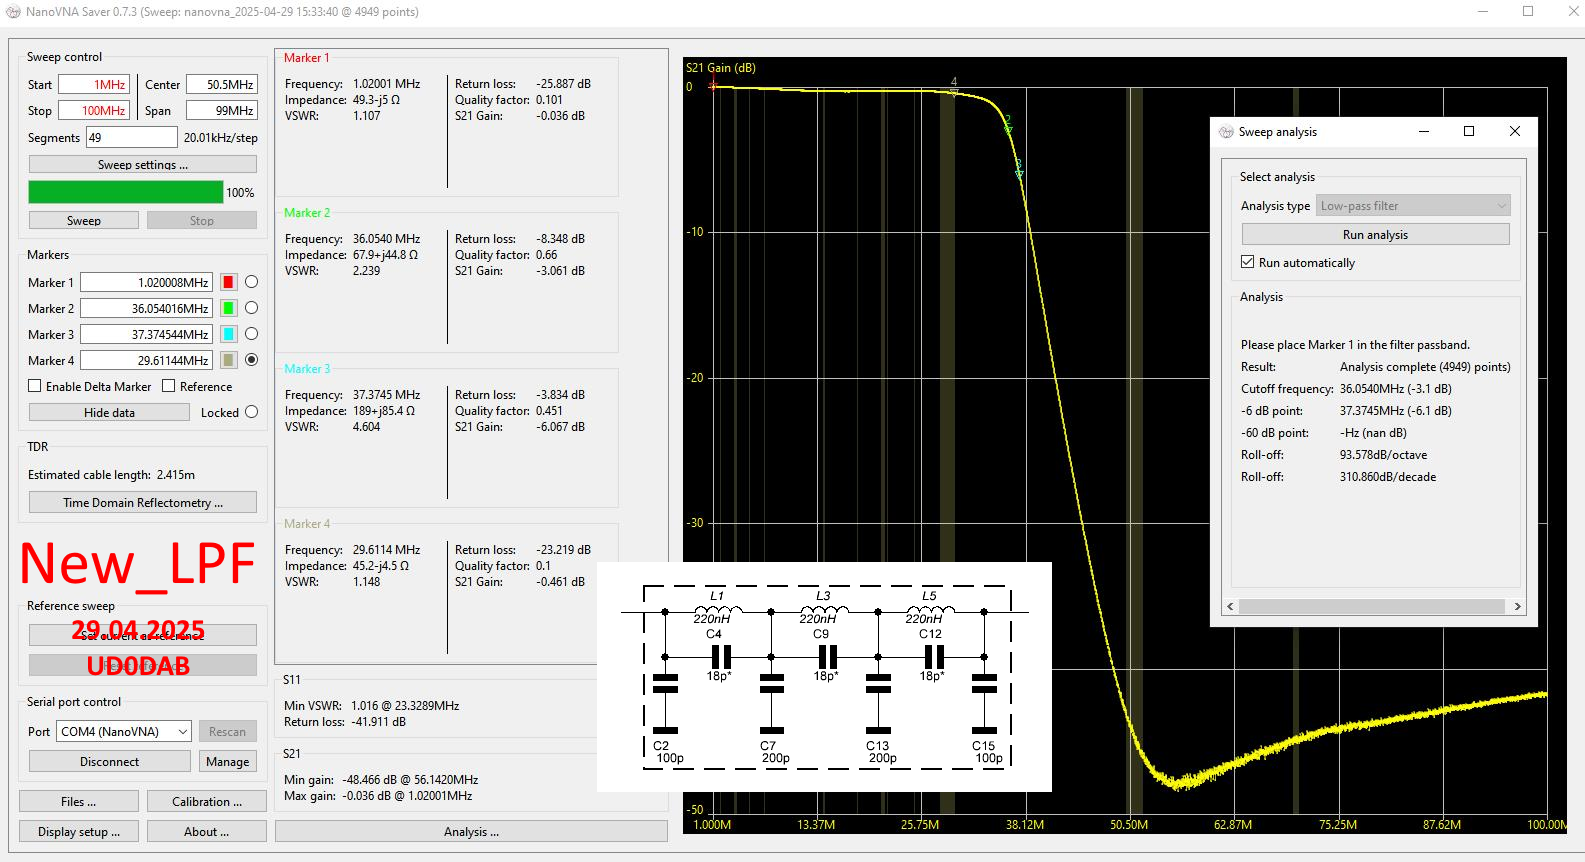 NanoVNA Saver 0.7.3 (Sweep: nanovna_2025-04-29 15:33:40 @ 4949 points)
Sweep control
Start 1MHz Center 50.5MHz
Stop 100MHz Span 99MHz
Segments 49 20.01kHz/step
Sweep settings ...
100%
Sweep Stop
Markers
Marker 1 1.020008MHz
Marker 2 36.054016MHz
Marker 3 37.374544MHz
Marker 4 29.61144MHz
Enable Delta Marker Reference
Hide data Locked
TDR
Estimated cable length: 2.415m
Time Domain Reflectometry ...
New_LPF
Reference sweep
Set current as reference
29.04.2025
UD0DAB
Serial port control
Port COM4 (NanoVNA) Rescan
Disconnect Manage
Files ... Calibration ...
Display setup ... About ...
Marker 1
Frequency: 1.02001 MHz Return loss: -25.887 dB
Impedance: 49.3-j5 Ω Quality factor: 0.101
VSWR: 1.107 S21 Gain: -0.036 dB
Marker 2
Frequency: 36.0540 MHz Return loss: -8.348 dB
Impedance: 67.9+j44.8 Ω Quality factor: 0.66
VSWR: 2.239 S21 Gain: -3.061 dB
Marker 3
Frequency: 37.3745 MHz Return loss: -3.834 dB
Impedance: 189+j85.4 Ω Quality factor: 0.451
VSWR: 4.604 S21 Gain: -6.067 dB
Marker 4
Frequency: 29.6114 MHz Return loss: -23.219 dB
Impedance: 45.2-j4.5 Ω Quality factor: 0.1
VSWR: 1.148 S21 Gain: -0.461 dB
S11
Min VSWR: 1.016 @ 23.3289MHz
Return loss: -41.911 dB
S21
Min gain: -48.466 dB @ 56.1420MHz
Max gain: -0.036 dB @ 1.02001MHz
Analysis ...
S21 Gain (dB)
4
0
2
3
-10
-20
-30
-50
1.000M 13.37M 25.75M 38.12M 50.50M 62.87M 75.25M 87.62M 100.00M
L1 L3 L5
220nH 220nH 220nH
C4 C9 C12
18p* 18p* 18p*
C2 C7 C13 C15
100p 200p 200p 100p
Sweep analysis
Select analysis
Analysis type Low-pass filter
Run analysis
Run automatically
Analysis
Please place Marker 1 in the filter passband.
Result: Analysis complete (4949) points)
Cutoff frequency: 36.0540MHz (-3.1 dB)
-6 dB point: 37.3745MHz (-6.1 dB)
-60 dB point: -Hz (nan dB)
Roll-off: 93.578dB/octave
Roll-off: 310.860dB/decade